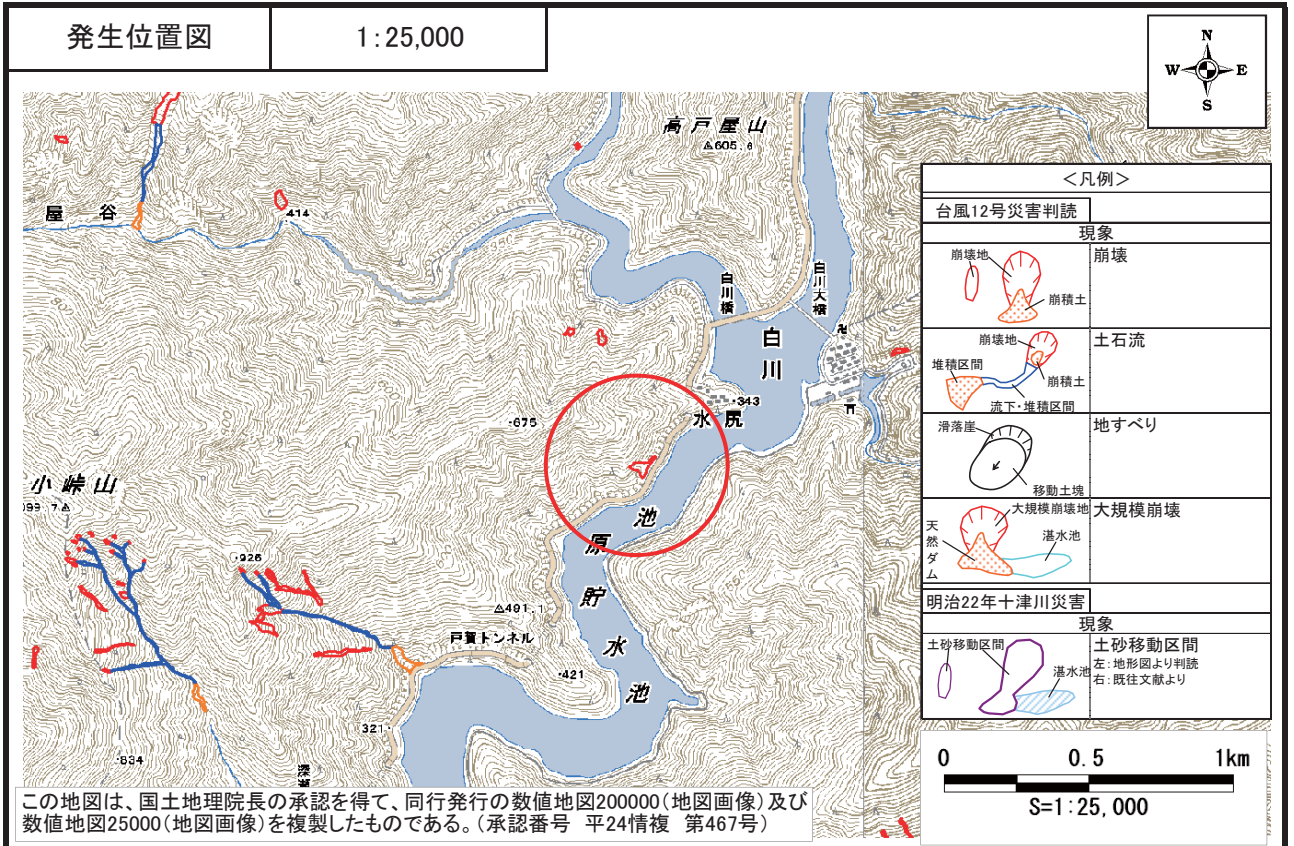 発生位置図
1:25,000
N
W E
S
高戸屋山
△605.6
屋 谷
・414
白川橋
白川大橋
白川
・343
水尻
・675
小峠山
・926
池原貯水池
△491.1
戸賀トンネル
・421
321・
・834
<凡例>
台風12号災害判読
現象
崩壊地
崩積土
崩壊
崩壊地
堆積区間
崩積土
流下・堆積区間
土石流
滑落崖
移動土塊
地すべり
大規模崩壊地
天然ダム
湛水池
大規模崩壊
明治22年十津川災害
現象
土砂移動区間
湛水池
土砂移動区間
左:地形図より判読
右:既往文献より
0 0.5 1km
S=1:25,000
この地図は、国土地理院長の承認を得て、同行発行の数値地図200000(地図画像)及び
数値地図25000(地図画像)を複製したものである。(承認番号 平24情複 第467号)